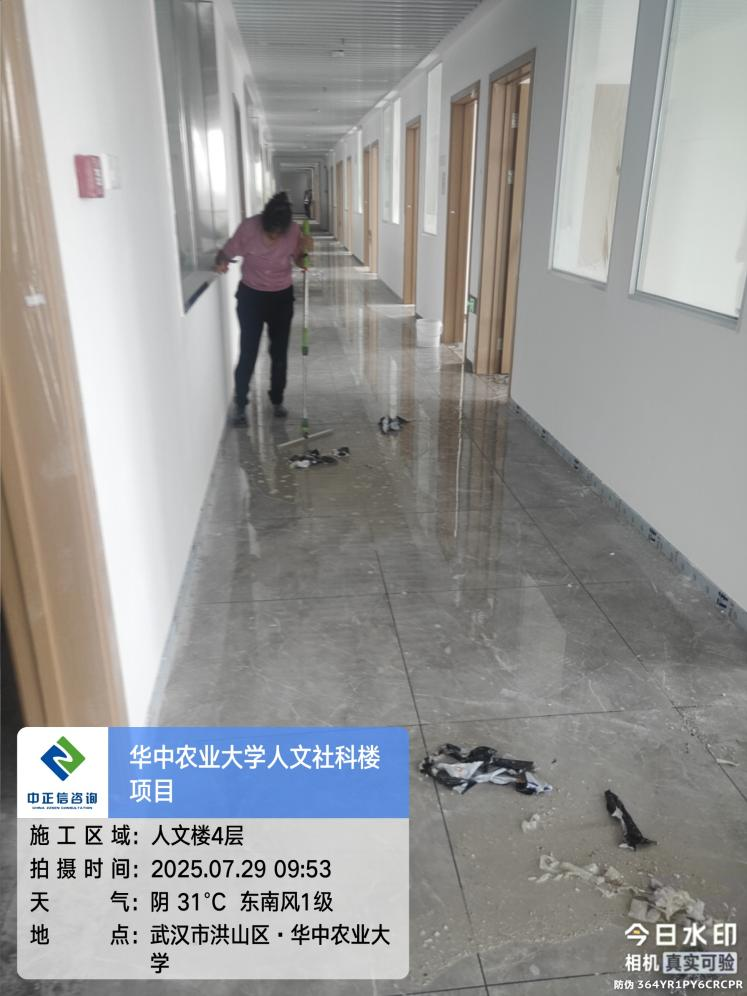 华中农业大学人文社科楼
项目
中正信咨询
施工区域：人文楼4层
拍摄时间：2025.07.29 09:53
天气：阴 31℃ 东南风1级
地点：武汉市洪山区·华中农业大
学
今日水印
相机 真实可验
防伪 364YR1PY6CRCPR